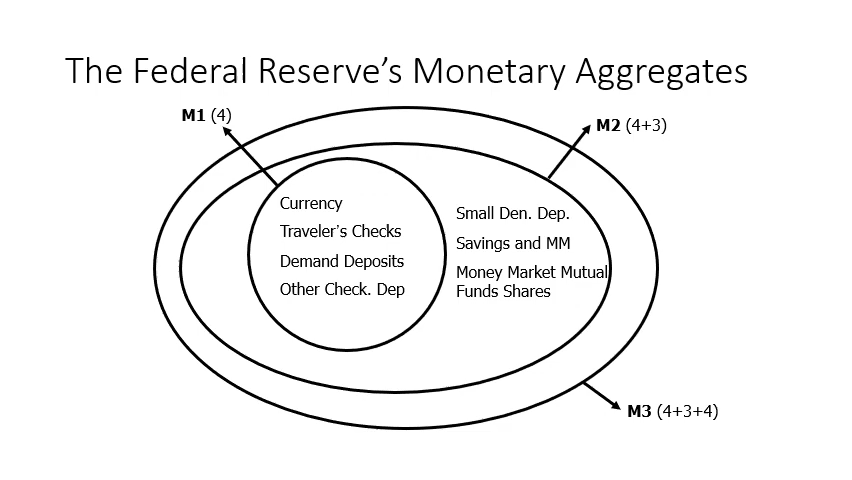 The Federal Reserve’s Monetary Aggregates
M1 (4)
M2 (4+3)
Currency
Traveler’s Checks
Demand Deposits
Other Check. Dep
Small Den. Dep.
Savings and MM
Money Market Mutual
Funds Shares
M3 (4+3+4)